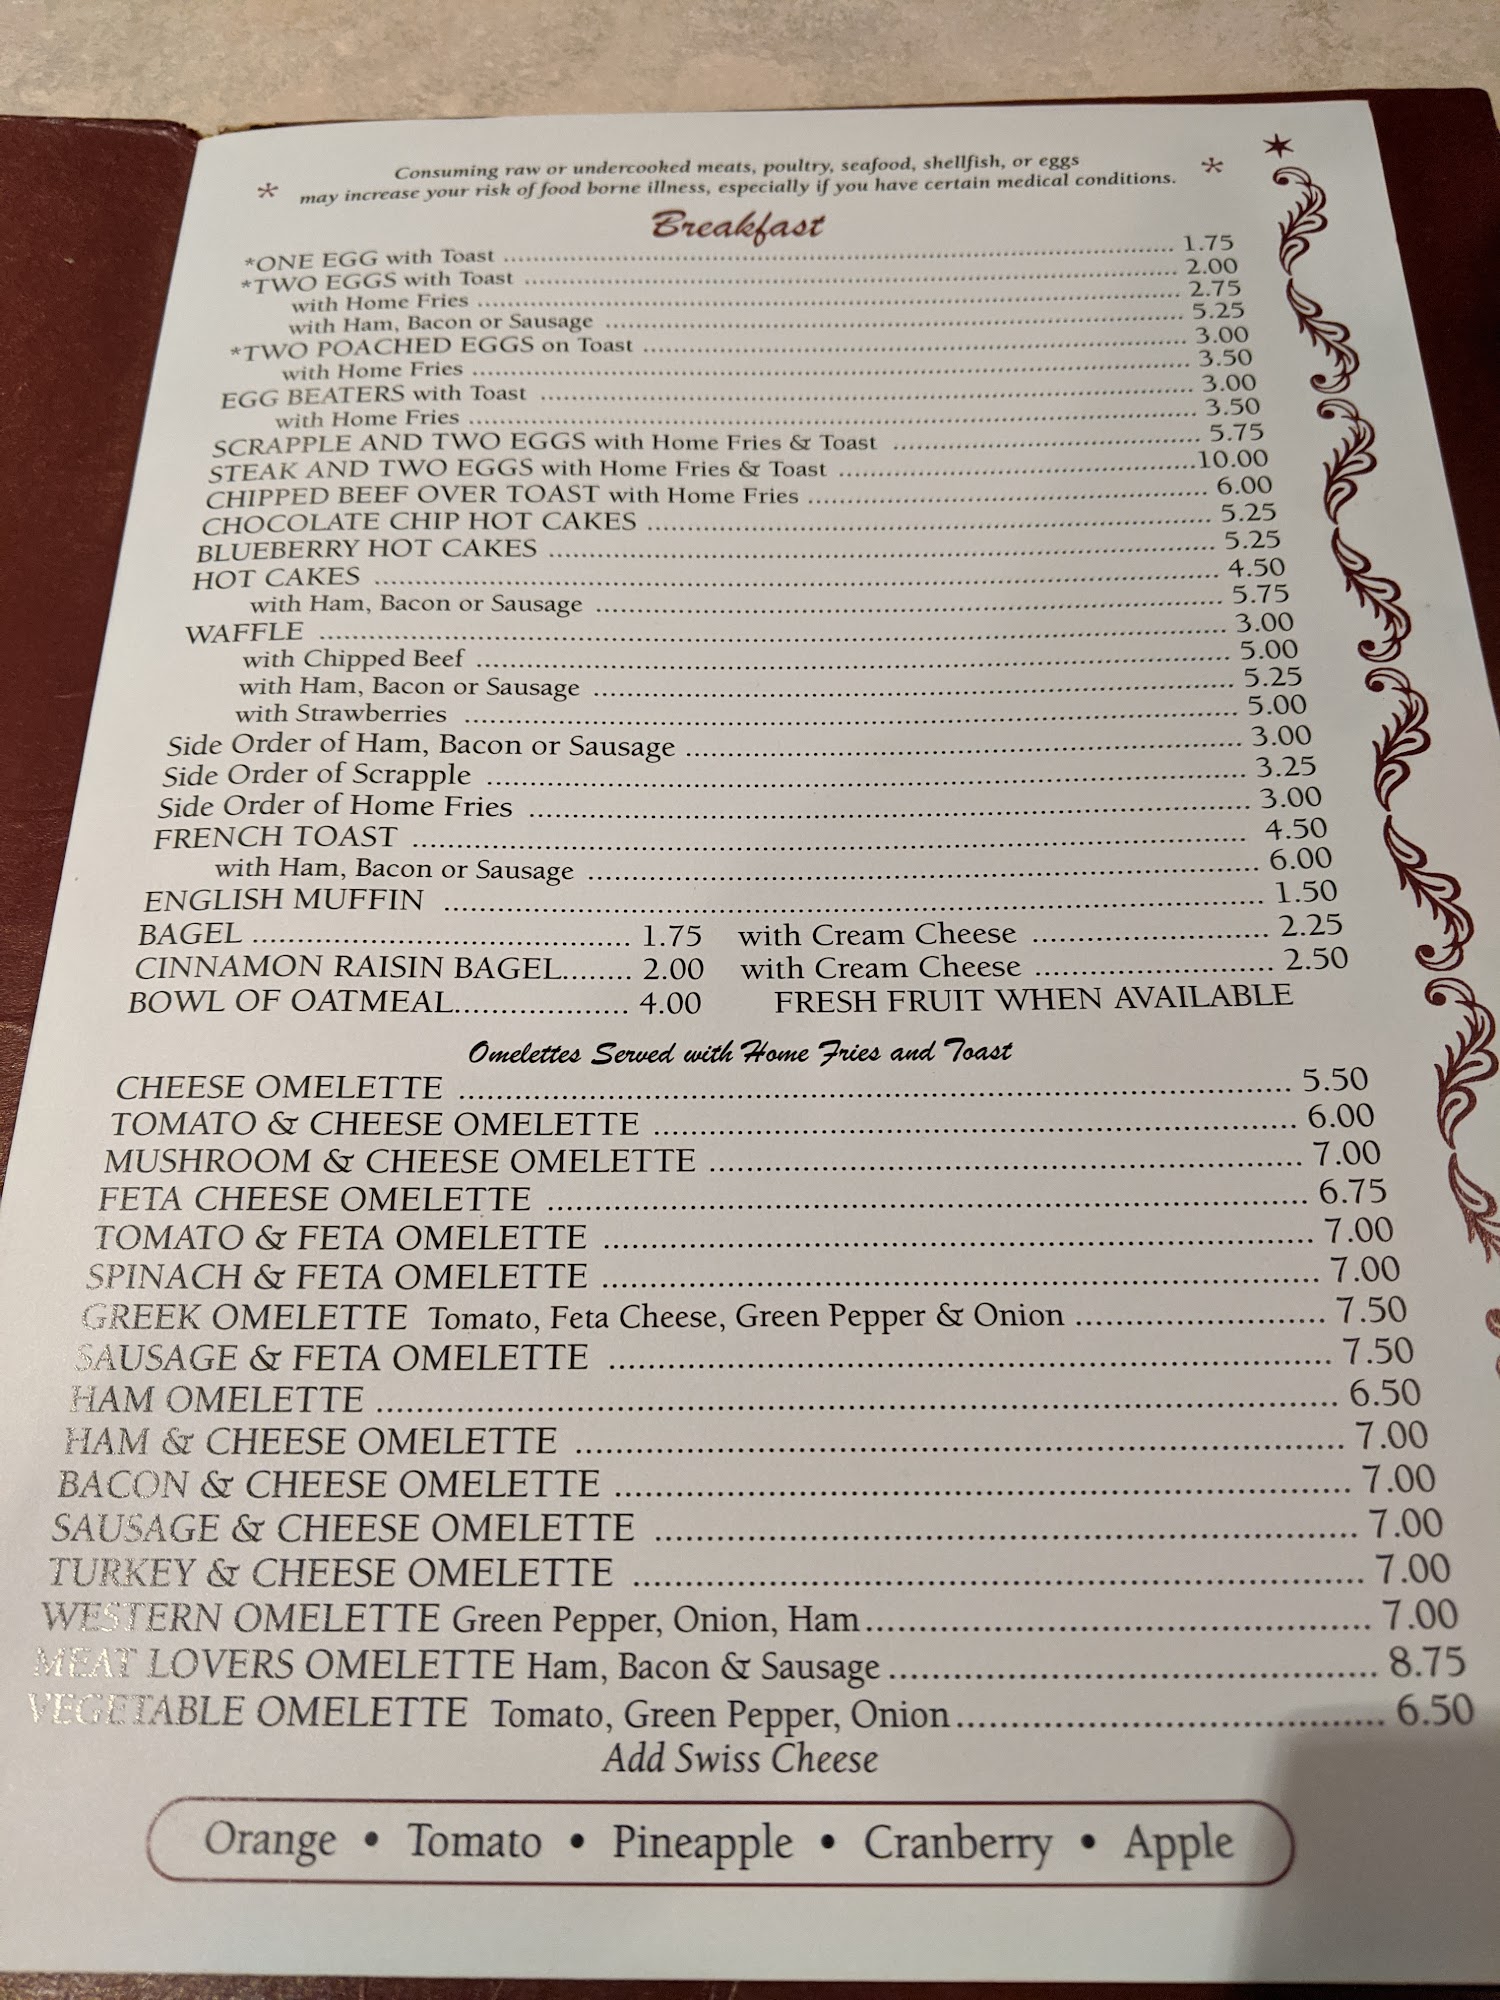 Consuming raw or undercooked meats, poultry, seafood, shellfish, or eggs
* may increase your risk of food borne illness, especially if you have certain medical conditions. *
Breakfast
*ONE EGG with Toast 1.75
*TWO EGGS with Toast 2.00
with Home Fries 2.75
with Ham, Bacon or Sausage 5.25
*TWO POACHED EGGS on Toast 3.00
with Home Fries 3.50
EGG BEATERS with Toast 3.00
with Home Fries 3.50
SCRAPPLE AND TWO EGGS with Home Fries & Toast 5.75
STEAK AND TWO EGGS with Home Fries & Toast 10.00
CHIPPED BEEF OVER TOAST with Home Fries 6.00
CHOCOLATE CHIP HOT CAKES 5.25
BLUEBERRY HOT CAKES 5.25
HOT CAKES 4.50
with Ham, Bacon or Sausage 5.75
WAFFLE 3.00
with Chipped Beef 5.00
with Ham, Bacon or Sausage 5.25
with Strawberries 5.00
Side Order of Ham, Bacon or Sausage 3.00
Side Order of Scrapple 3.25
Side Order of Home Fries 3.00
FRENCH TOAST 4.50
with Ham, Bacon or Sausage 6.00
ENGLISH MUFFIN 1.50
BAGEL 1.75 with Cream Cheese 2.25
CINNAMON RAISIN BAGEL 2.00 with Cream Cheese 2.50
BOWL OF OATMEAL 4.00 FRESH FRUIT WHEN AVAILABLE
Omelettes Served with Home Fries and Toast
CHEESE OMELETTE 5.50
TOMATO & CHEESE OMELETTE 6.00
MUSHROOM & CHEESE OMELETTE 7.00
FETA CHEESE OMELETTE 6.75
TOMATO & FETA OMELETTE 7.00
SPINACH & FETA OMELETTE 7.00
GREEK OMELETTE Tomato, Feta Cheese, Green Pepper & Onion 7.50
SAUSAGE & FETA OMELETTE 7.50
HAM OMELETTE 6.50
HAM & CHEESE OMELETTE 7.00
BACON & CHEESE OMELETTE 7.00
SAUSAGE & CHEESE OMELETTE 7.00
TURKEY & CHEESE OMELETTE 7.00
WESTERN OMELETTE Green Pepper, Onion, Ham 7.00
MEAT LOVERS OMELETTE Ham, Bacon & Sausage 8.75
VEGETABLE OMELETTE Tomato, Green Pepper, Onion 6.50
Add Swiss Cheese
Orange • Tomato • Pineapple • Cranberry • Apple